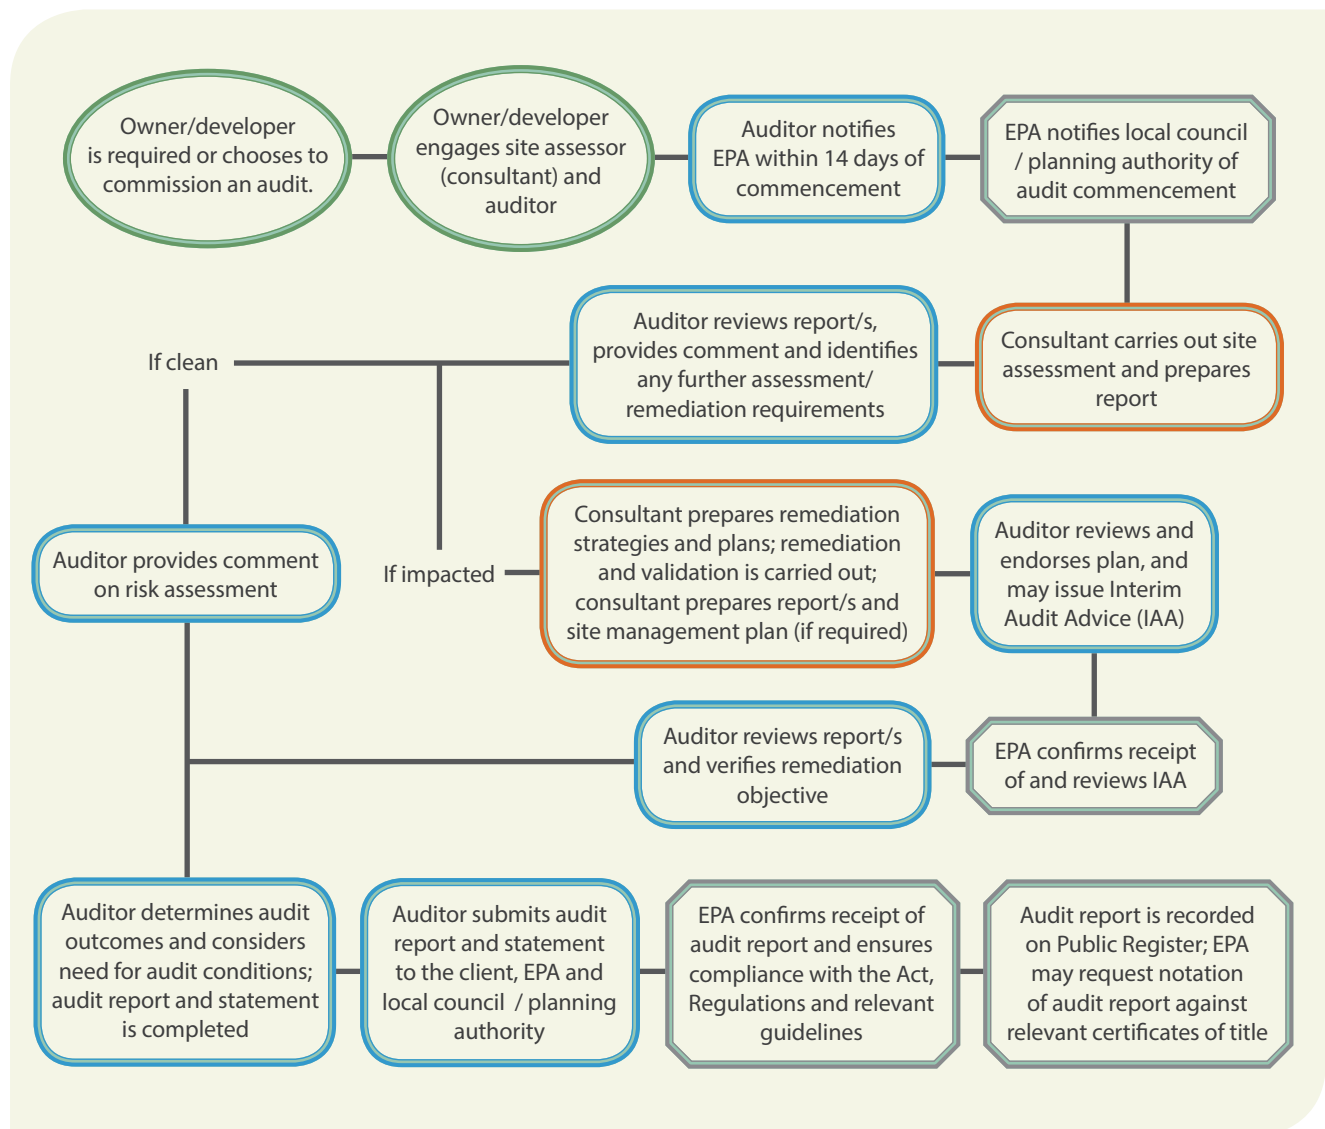 Owner/developer
is required or chooses to
commission an audit.
Owner/developer
engages site assessor
(consultant) and
auditor
Auditor notifies
EPA within 14 days of
commencement
EPA notifies local council
/ planning authority of
audit commencement
Consultant carries out site
assessment and prepares
report
Auditor reviews report/s,
provides comment and identifies
any further assessment/
remediation requirements
If clean
Auditor provides comment
on risk assessment
If impacted
Consultant prepares remediation
strategies and plans; remediation
and validation is carried out;
consultant prepares report/s and
site management plan (if required)
Auditor reviews and
endorses plan, and
may issue Interim
Audit Advice (IAA)
EPA confirms receipt
of and reviews IAA
Auditor reviews report/s
and verifies remediation
objective
Auditor determines audit
outcomes and considers
need for audit conditions;
audit report and statement
is completed
Auditor submits audit
report and statement
to the client, EPA and
local council / planning
authority
EPA confirms receipt of
audit report and ensures
compliance with the Act,
Regulations and relevant
guidelines
Audit report is recorded
on Public Register; EPA
may request notation
of audit report against
relevant certificates of title